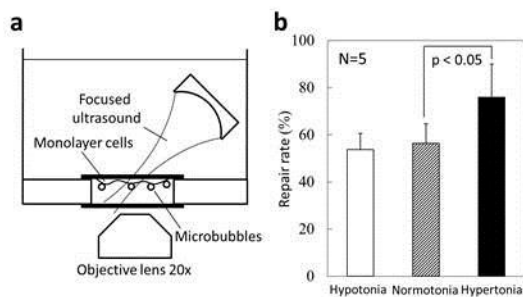 a
Focused
ultrasound
Monolayer cells
Microbubbles
Objective lens 20x
b
100
80
60
40
20
0
Repair rate (%)
N=5
p < 0.05
Hypotonia Normotonia Hypertonia